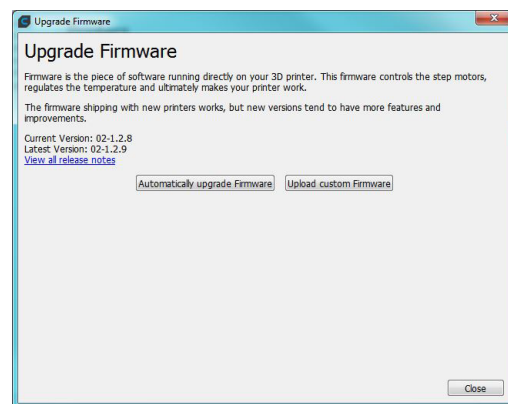 Upgrade Firmware
Upgrade Firmware
Firmware is the piece of software running directly on your 3D printer. This firmware controls the step motors,
regulates the temperature and ultimately makes your printer work.
The firmware shipping with new printers works, but new versions tend to have more features and
improvements.
Current Version: 02-1.2.8
Latest Version: 02-1.2.9
View all release notes
Automatically upgrade Firmware Upload custom Firmware
Close